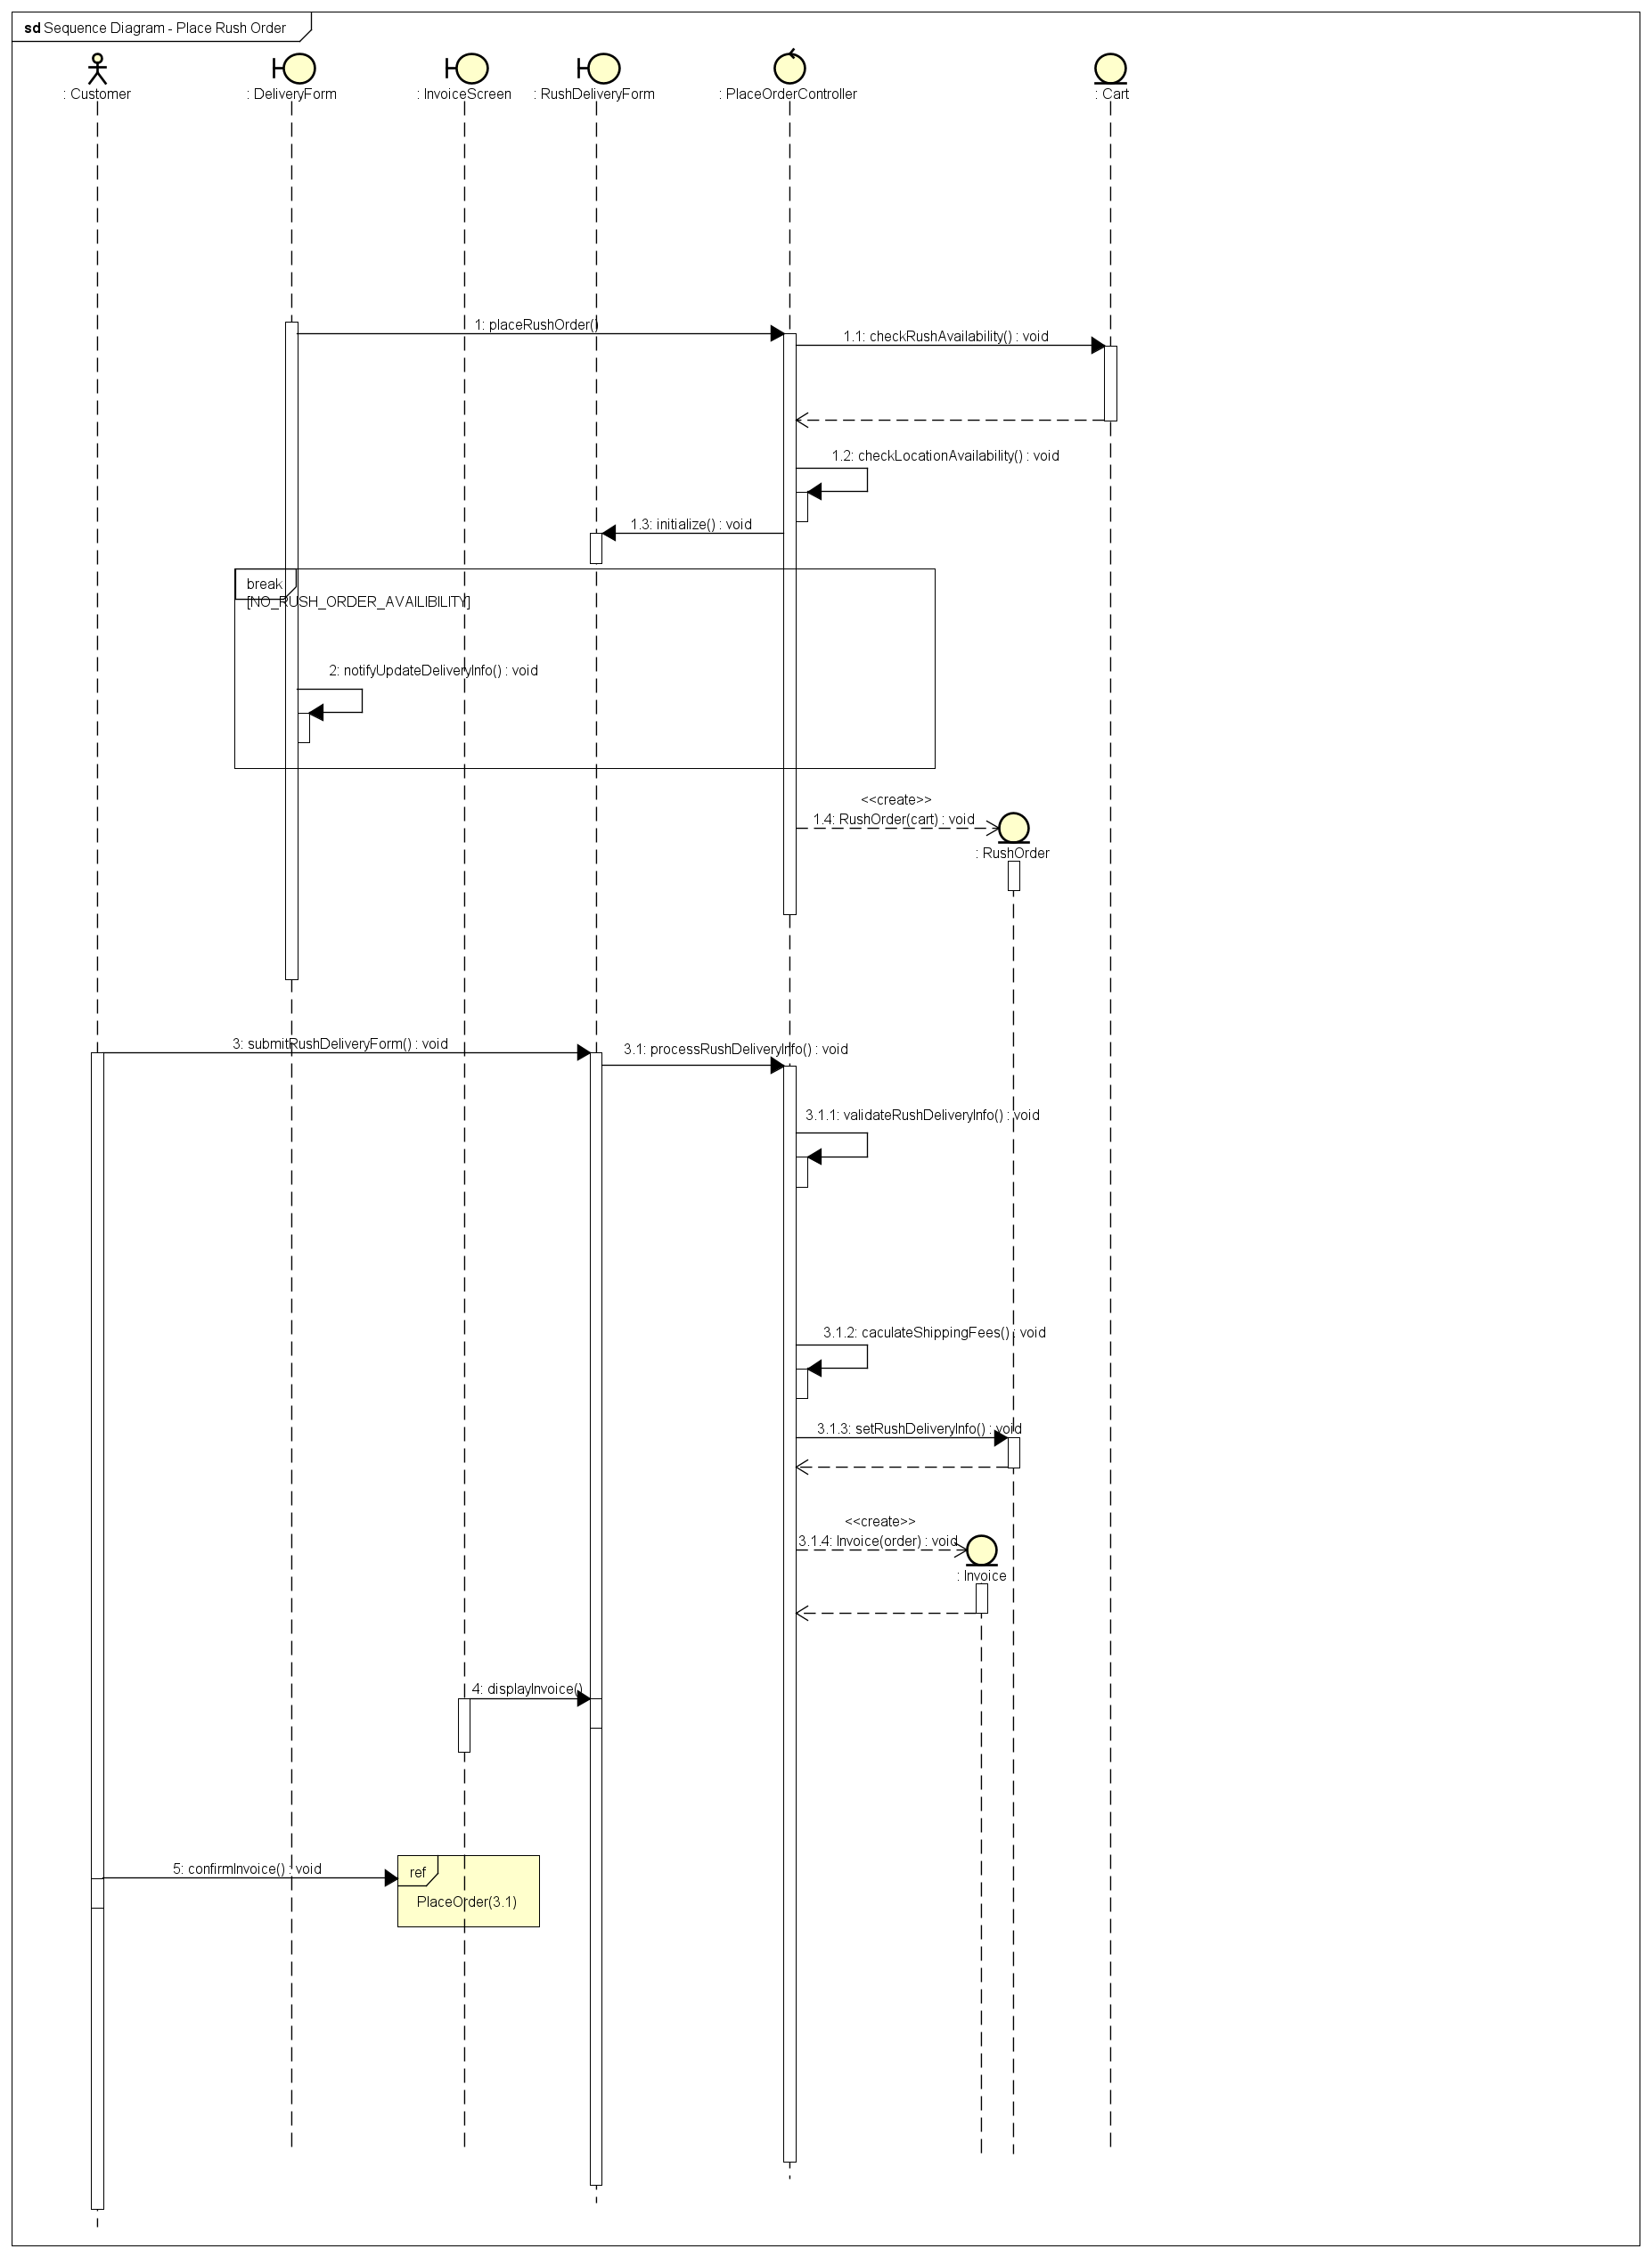 sd Sequence Diagram - Place Rush Order
: Customer
: DeliveryForm
: InvoiceScreen
: RushDeliveryForm
: PlaceOrderController
: Cart
1: placeRushOrder()
1.1: checkRushAvailability() : void
1.2: checkLocationAvailability() : void
1.3: initialize() : void
break
[NO_RUSH_ORDER_AVAILIBILITY]
2: notifyUpdateDeliveryInfo() : void
<<create>>
1.4: RushOrder(cart) : void
: RushOrder
3: submitRushDeliveryForm() : void
3.1: processRushDeliveryInfo() : void
3.1.1: validateRushDeliveryInfo() : void
3.1.2: caculateShippingFees() : void
3.1.3: setRushDeliveryInfo() : void
<<create>>
3.1.4: Invoice(order) : void
: Invoice
4: displayInvoice()
5: confirmInvoice() : void
ref
PlaceOrder(3.1)